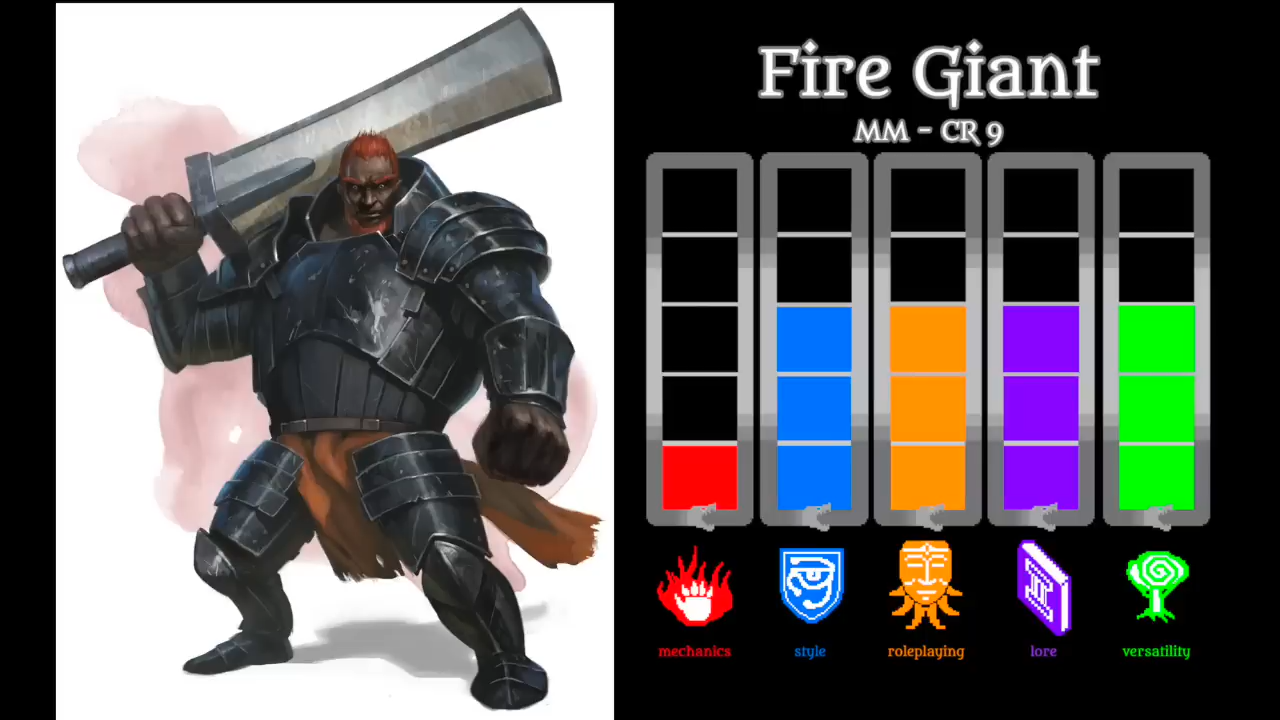 Fire Giant
MM - CR 9
mechanics
style
roleplaying
lore
versatility